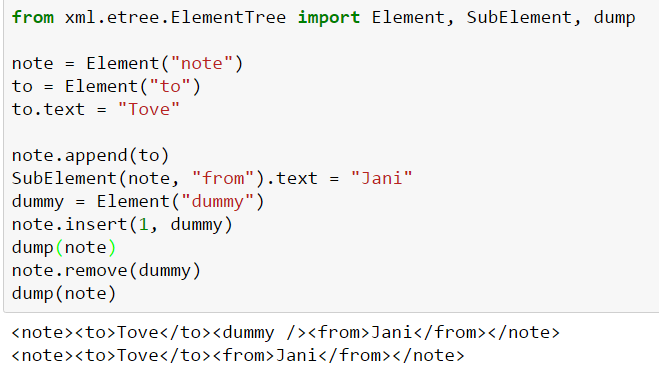 from xml.etree.ElementTree import Element, SubElement, dump
note = Element("note")
to = Element("to")
to.text = "Tove"
note.append(to)
SubElement(note, "from").text = "Jani"
dummy = Element("dummy")
note.insert(1, dummy)
dump(note)
note.remove(dummy)
dump(note)
<note><to>Tove</to><dummy /><from>Jani</from></note>
<note><to>Tove</to><from>Jani</from></note>